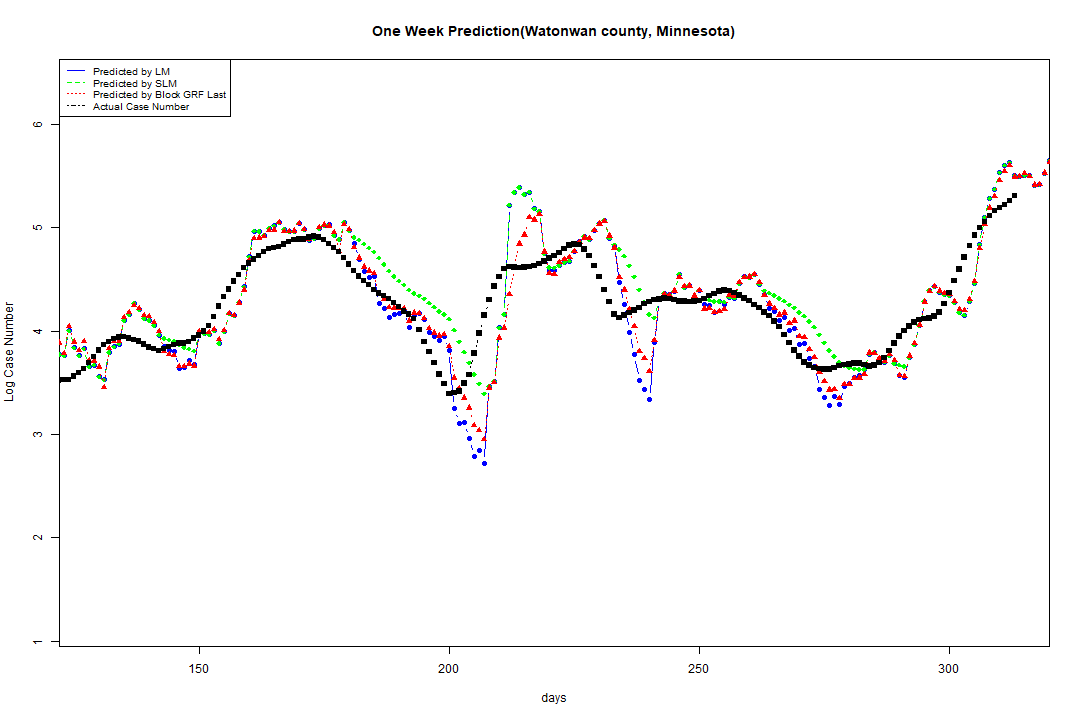 One Week Prediction(Watonwan county, Minnesota)
Predicted by LM
Predicted by SLM
Predicted by Block GRF Last
Actual Case Number
Log Case Number
6
5
4
3
2
1
150
200
250
300
days